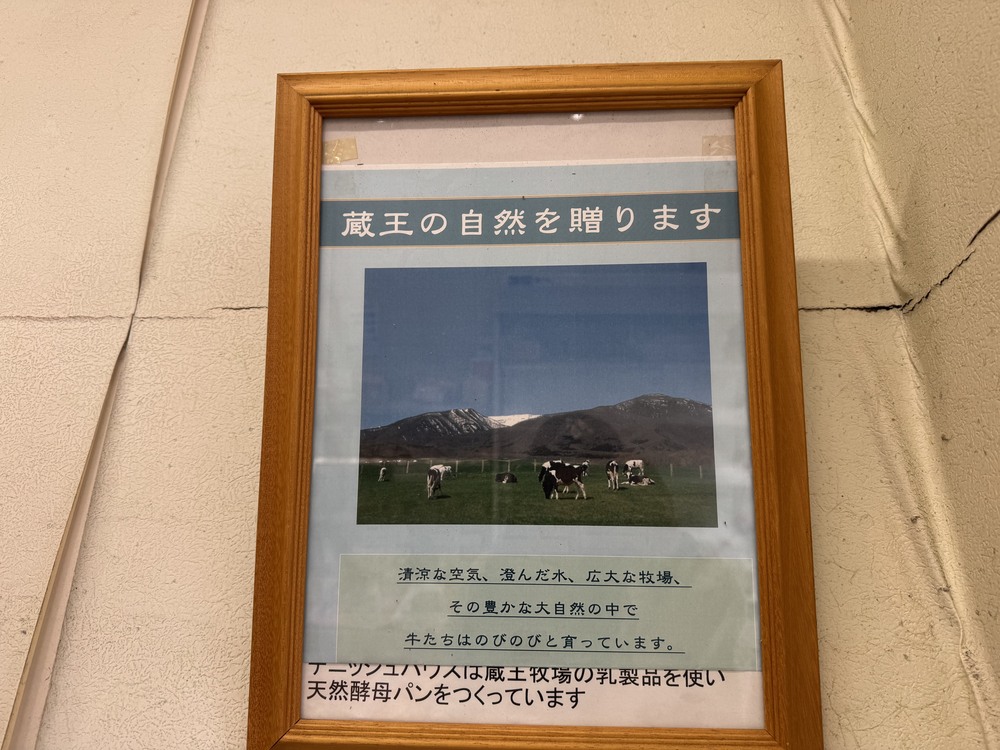 蔵王の自然を贈ります
清涼な空気、澄んだ水、広大な牧場、
その豊かな大自然の中で
牛たちはのびのびと育っています。
デニッシュハウスは蔵王牧場の乳製品を使い
天然酵母パンをつくっています